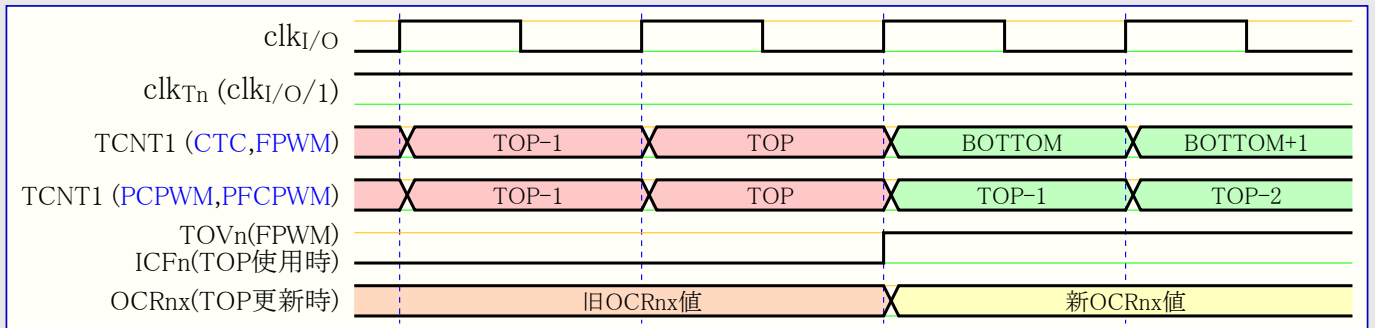 clkI/O
clkTn (clkI/O/1)
TCNT1 (CTC,FPWM) TOP-1 TOP BOTTOM BOTTOM+1
TCNT1 (PCPWM,PFCPWM) TOP-1 TOP TOP-1 TOP-2
TOVn(FPWM)
ICFn(TOP使用時)
OCRnx(TOP更新時) 旧OCRnx値 新OCRnx値